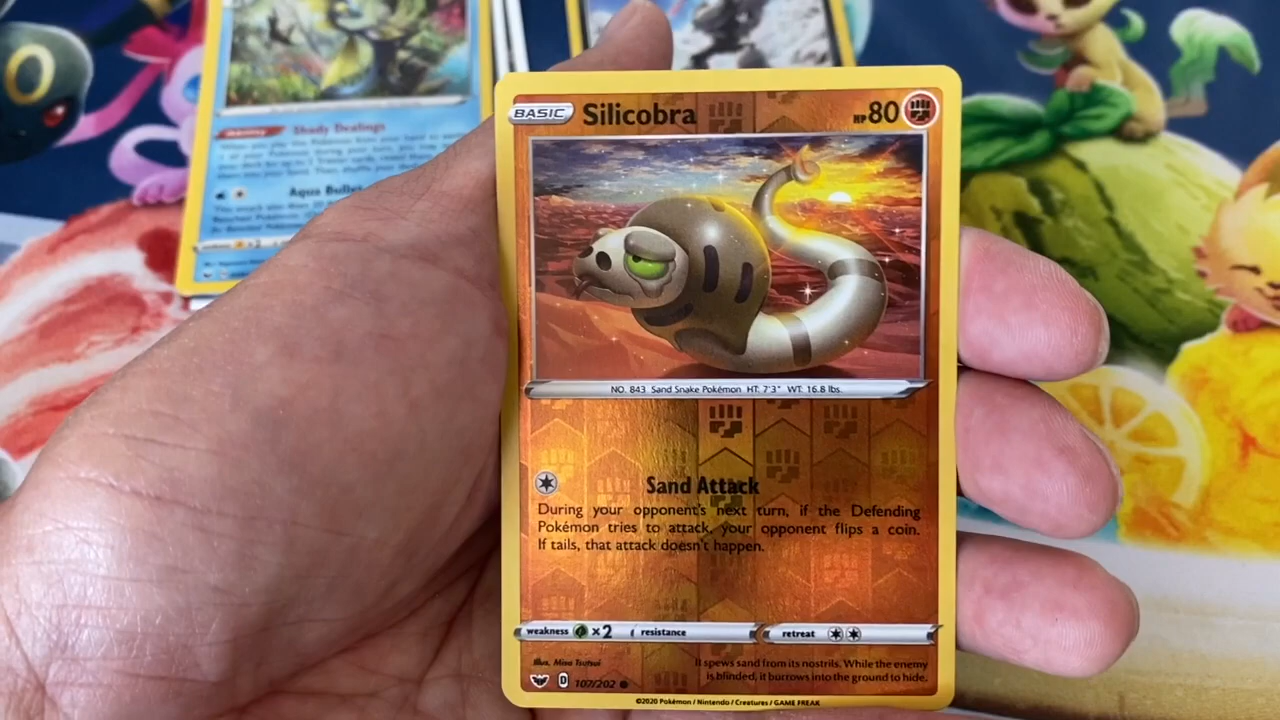 Shady Dealings
Aqua Bullet
BASIC Silicobra HP 80
NO. 843 Sand Snake Pokémon HT: 7'3" WT: 16.8 lbs.
Sand Attack
During your opponent's next turn, if the Defending
Pokémon tries to attack, your opponent flips a coin.
If tails, that attack doesn't happen.
weakness ×2 resistance retreat
Illus. Misa Tsutsui
It spews sand from its nostrils. While the enemy
is blinded, it burrows into the ground to hide.
D 107/202
©2020 Pokémon / Nintendo / Creatures / GAME FREAK